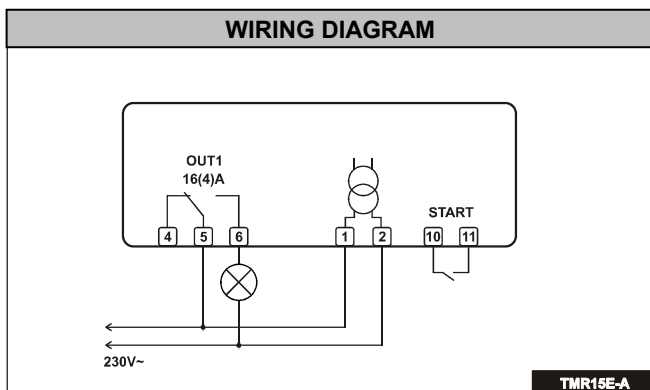 WIRING DIAGRAM
OUT1
16(4)A
START
4 5 6 1 2 10 11
230V~
TMR15E-A